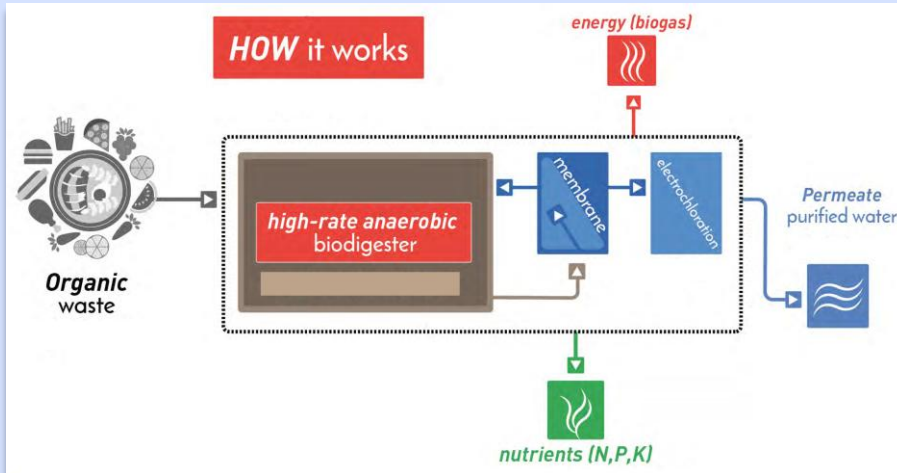 HOW it works
energy (biogas)
Organic
waste
high-rate anaerobic
biodigester
membrane
electrochloration
Permeate
purified water
nutrients (N,P,K)